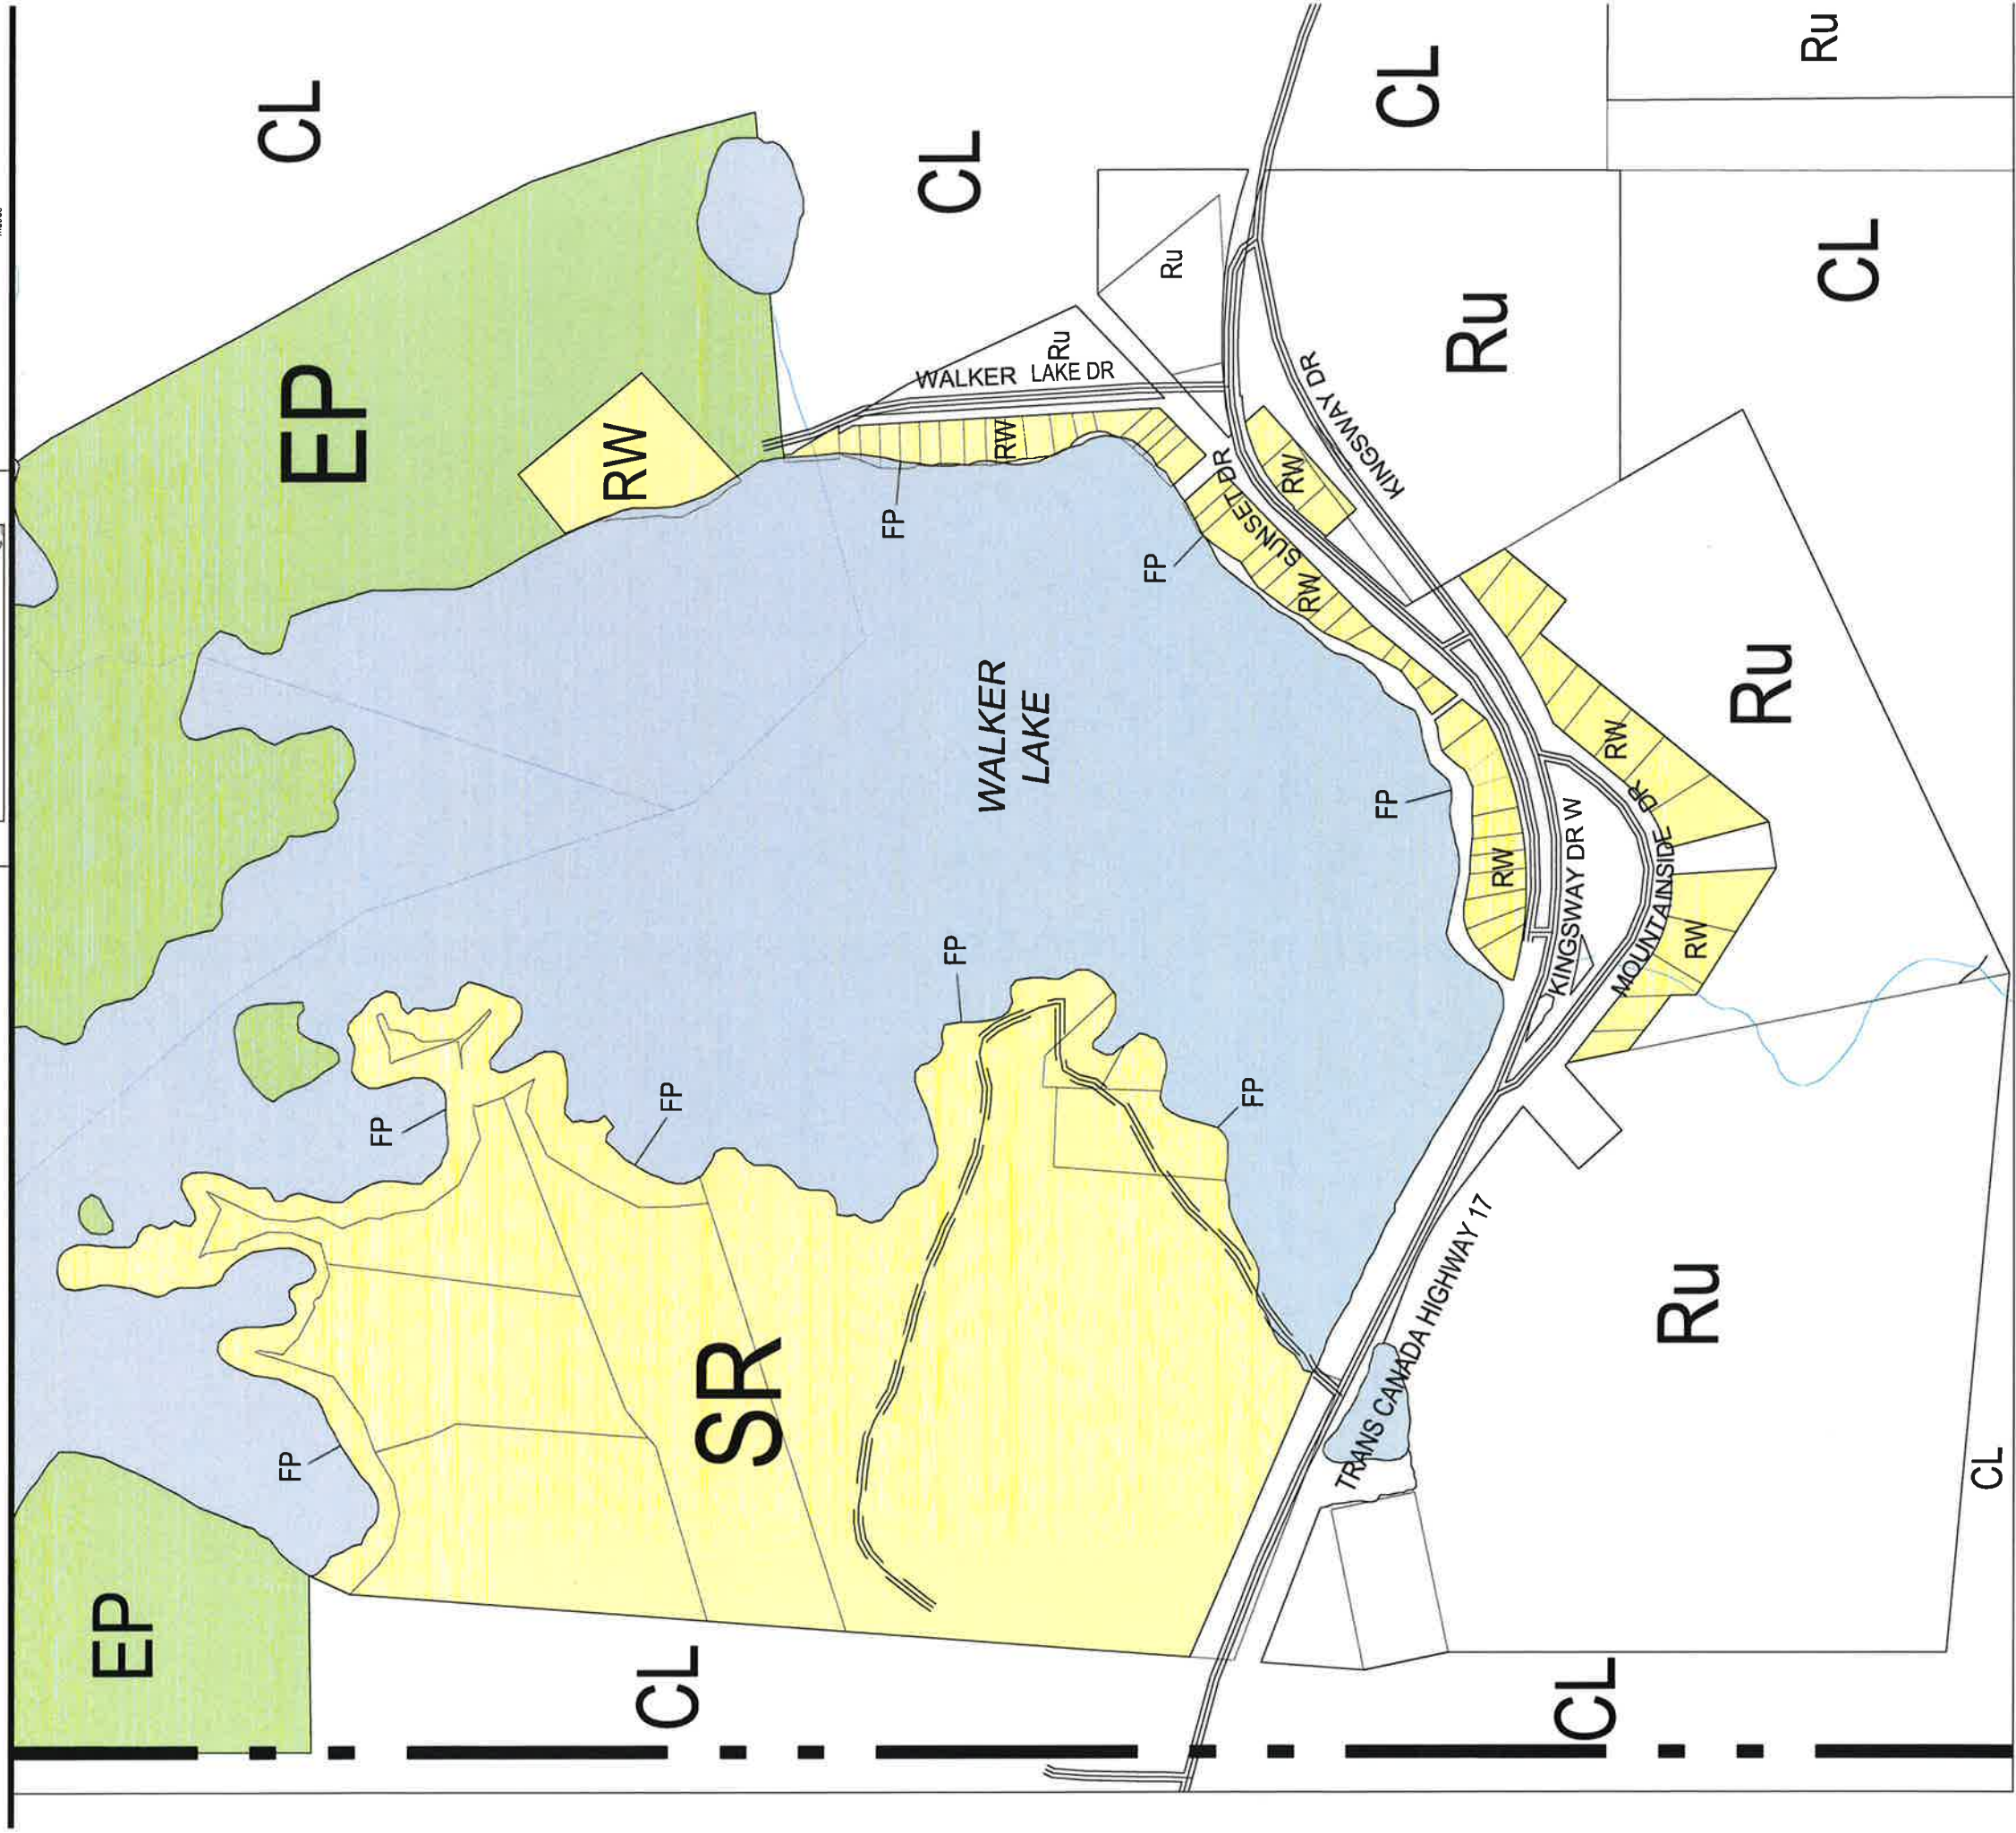 CL
CL
CL
Ru
Ru
CL
EP
RW
Ru
WALKER LAKE DR
RW
Ru
KINGSWAY DR
FP
FP
SUNSET DR
RW
RW
WALKER
LAKE
Ru
RW
FP
RW
KINGSWAY DR W
MOUNTAINSIDE DR
RW
FP
FP
FP
FP
FP
SR
TRANS CANADA HIGHWAY 17
Ru
CL
EP
CL
CL